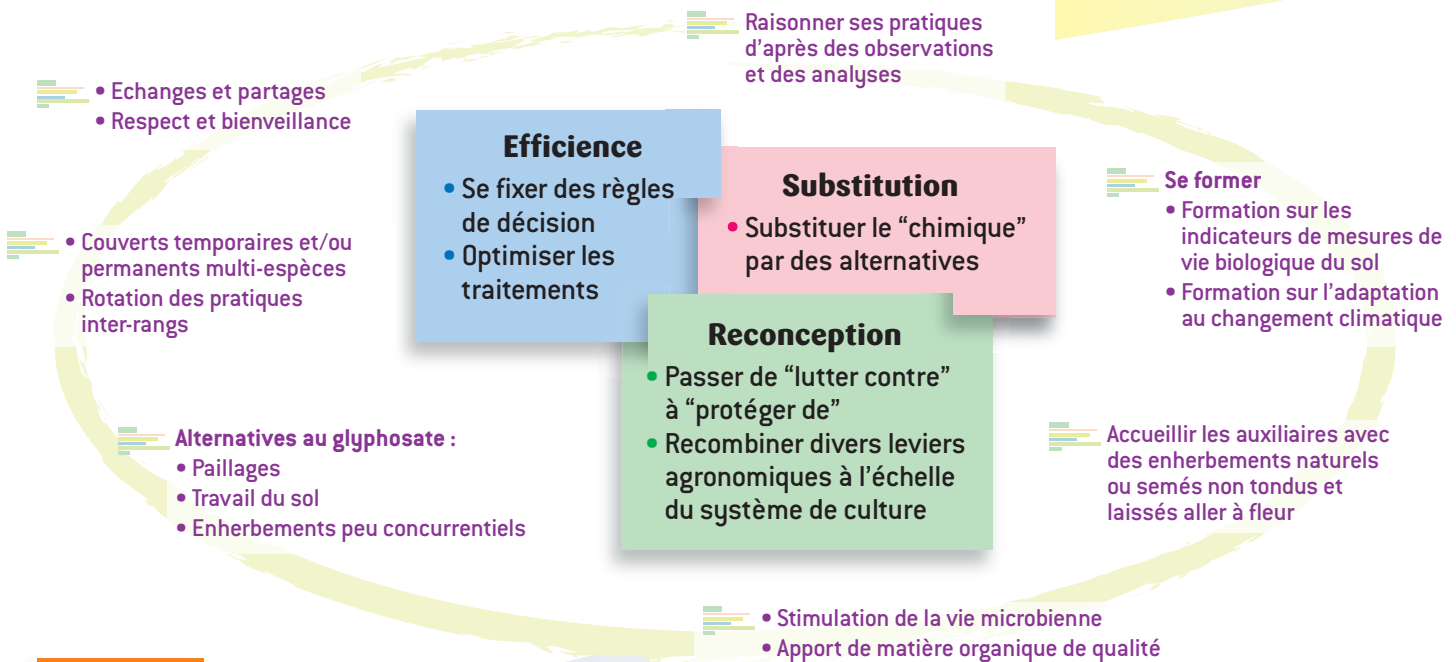 Raisonner ses pratiques
d'après des observations
et des analyses
• Echanges et partages
• Respect et bienveillance
Efficience
• Se fixer des règles
de décision
• Optimiser les
traitements
Substitution
• Substituer le “chimique”
par des alternatives
Se former
• Formation sur les
indicateurs de mesures de
vie biologique du sol
• Formation sur l'adaptation
au changement climatique
• Couverts temporaires et/ou
permanents multi-espèces
• Rotation des pratiques
inter-rangs
Reconception
• Passer de “lutter contre”
à “protéger de”
• Recombiner divers leviers
agronomiques à l'échelle
du système de culture
Alternatives au glyphosate :
• Paillages
• Travail du sol
• Enherbements peu concurrentiels
Accueillir les auxiliaires avec
des enherbements naturels
ou semés non tondus et
laissés aller à fleur
• Stimulation de la vie microbienne
• Apport de matière organique de qualité